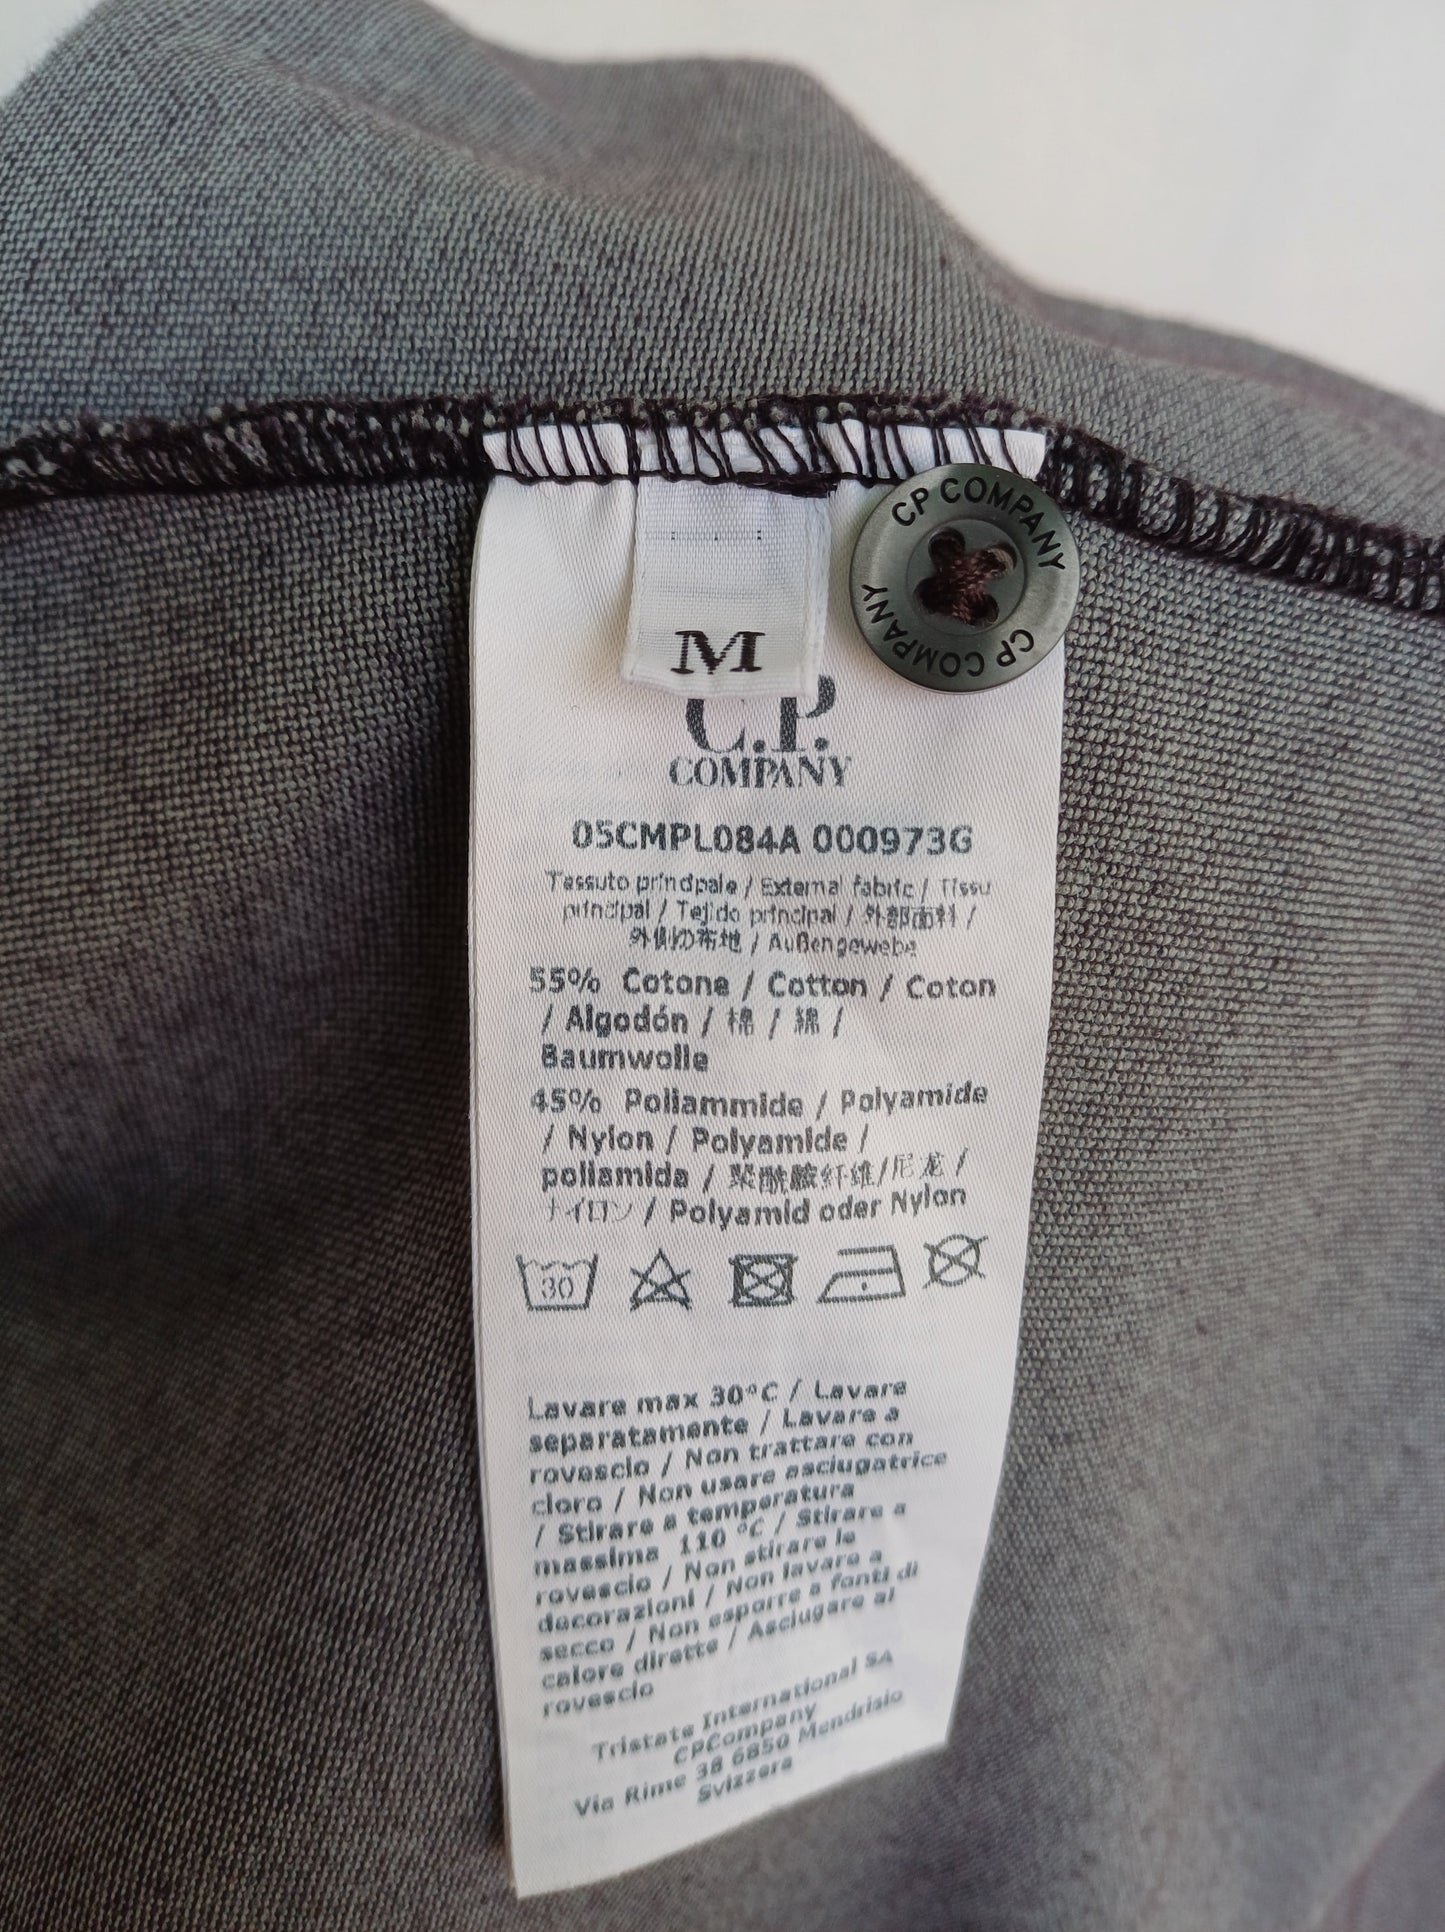 M
CP COMPANY
CP COMPANY
C.P.
COMPANY
05CMPL084A 000973G
Tessuto principale / External fabric / Tissu
principal / Tejido principal / 外部面料 /
外側の布地 / Außengewebe
55% Cotone / Cotton / Coton
/ Algodón / 棉 / 綿 /
Baumwolle
45% Poliammide / Polyamide
/ Nylon / Polyamide /
poliamida / 聚酰胺纤维/尼龙 /
ナイロン / Polyamid oder Nylon
30
Lavare max 30°C / Lavare
separatamente / Lavare a
rovescio / Non trattare con
cloro / Non usare asciugatrice
/ Stirare a temperatura
massima 110 °C / Stirare a
rovescio / Non stirare le
decorazioni / Non lavare a
secco / Non esporre a fonti di
calore dirette / Asciugare al
rovescio
Tristate International SA
CPCompany
Via Rime 38 6850 Mendrisio
Svizzera